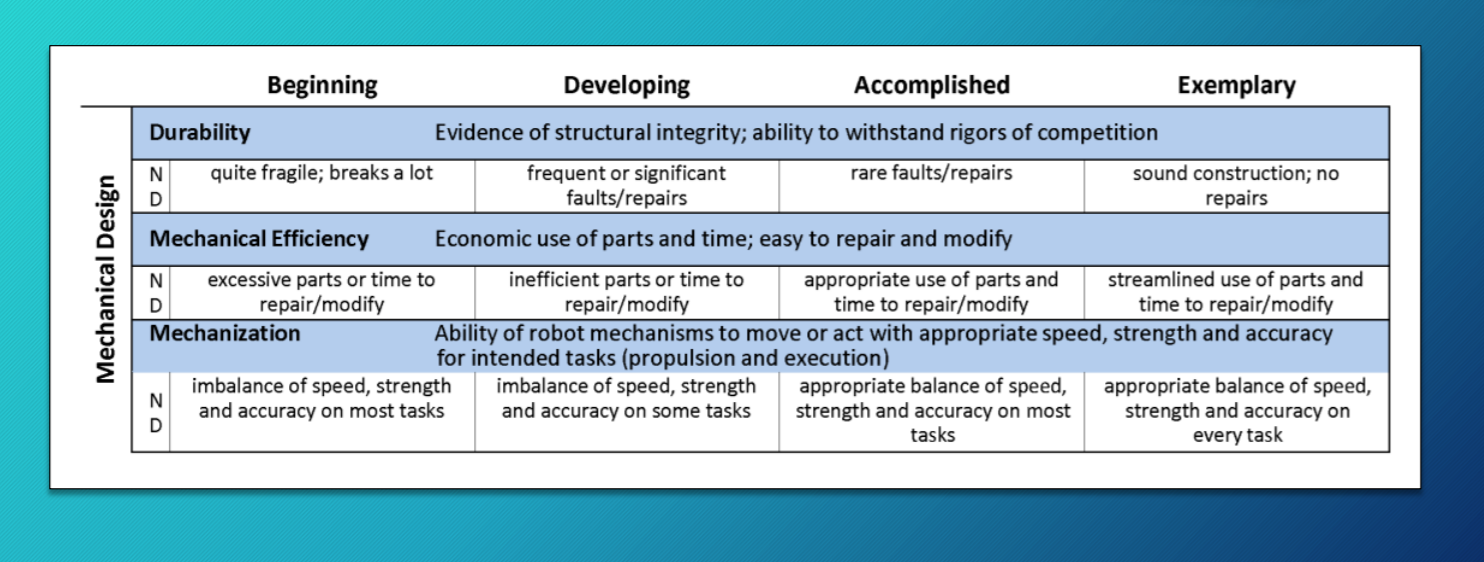 Beginning Developing Accomplished Exemplary
Mechanical Design
Durability Evidence of structural integrity; ability to withstand rigors of competition
N quite fragile; breaks a lot frequent or significant rare faults/repairs sound construction; no
D faults/repairs repairs
Mechanical Efficiency Economic use of parts and time; easy to repair and modify
N excessive parts or time to inefficient parts or time to appropriate use of parts and streamlined use of parts and
D repair/modify repair/modify time to repair/modify time to repair/modify
Mechanization Ability of robot mechanisms to move or act with appropriate speed, strength and accuracy
for intended tasks (propulsion and execution)
N imbalance of speed, strength imbalance of speed, strength appropriate balance of speed, appropriate balance of speed,
D and accuracy on most tasks and accuracy on some tasks strength and accuracy on most strength and accuracy on
tasks every task